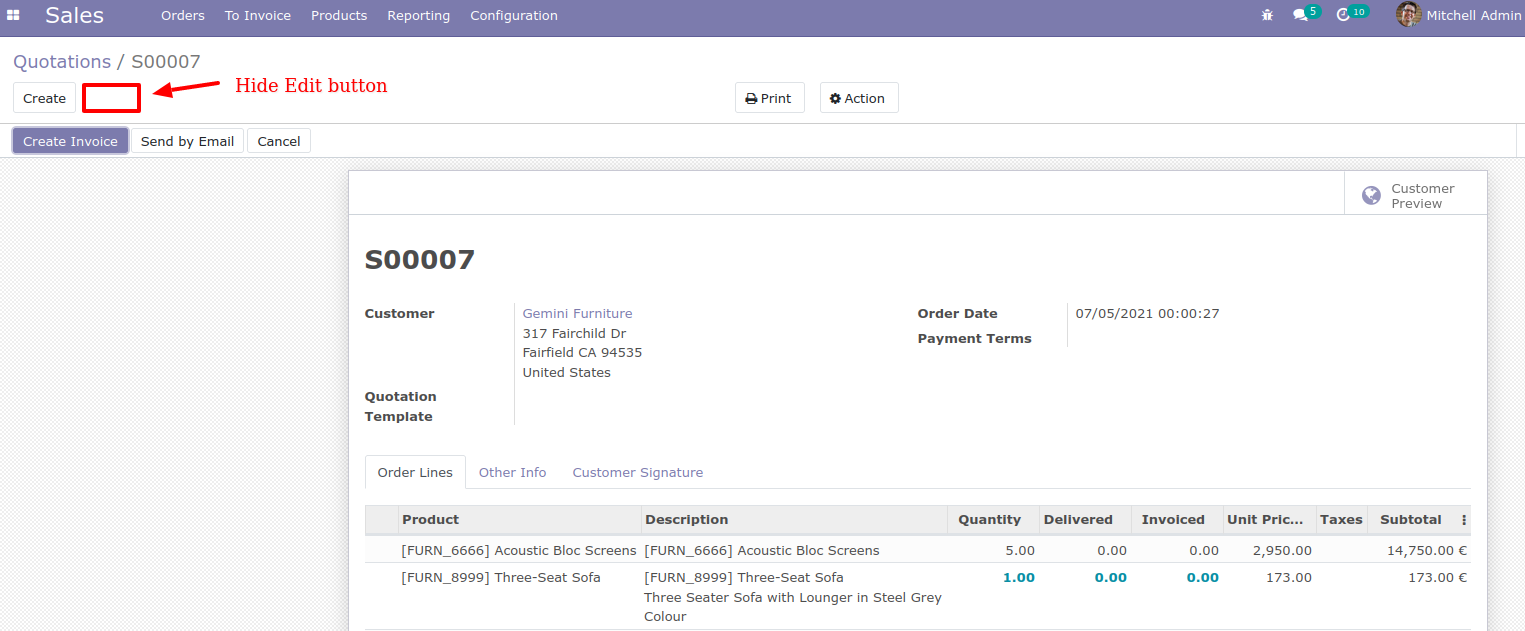 Sales Orders To Invoice Products Reporting Configuration 5 10 Mitchell Admin
Quotations / S00007
Create Hide Edit button Print Action
Create Invoice Send by Email Cancel
Customer
Preview
S00007
Customer Gemini Furniture Order Date 07/05/2021 00:00:27
317 Fairchild Dr Payment Terms
Fairfield CA 94535
United States
Quotation
Template
Order Lines Other Info Customer Signature
Product Description Quantity Delivered Invoiced Unit Pric... Taxes Subtotal
[FURN_6666] Acoustic Bloc Screens [FURN_6666] Acoustic Bloc Screens 5.00 0.00 0.00 2,950.00 14,750.00 €
[FURN_8999] Three-Seat Sofa [FURN_8999] Three-Seat Sofa 1.00 0.00 0.00 173.00 173.00 €
Three Seater Sofa with Lounger in Steel Grey
Colour